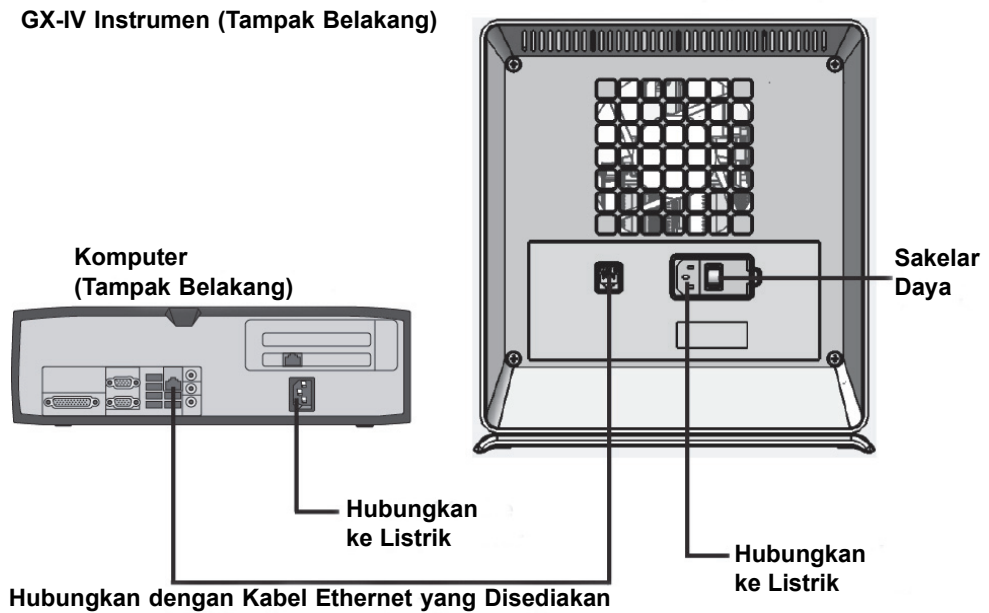 GX-IV Instrumen (Tampak Belakang)
Komputer
(Tampak Belakang)
Sakelar
Daya
Hubungkan
ke Listrik
Hubungkan
ke Listrik
Hubungkan dengan Kabel Ethernet yang Disediakan